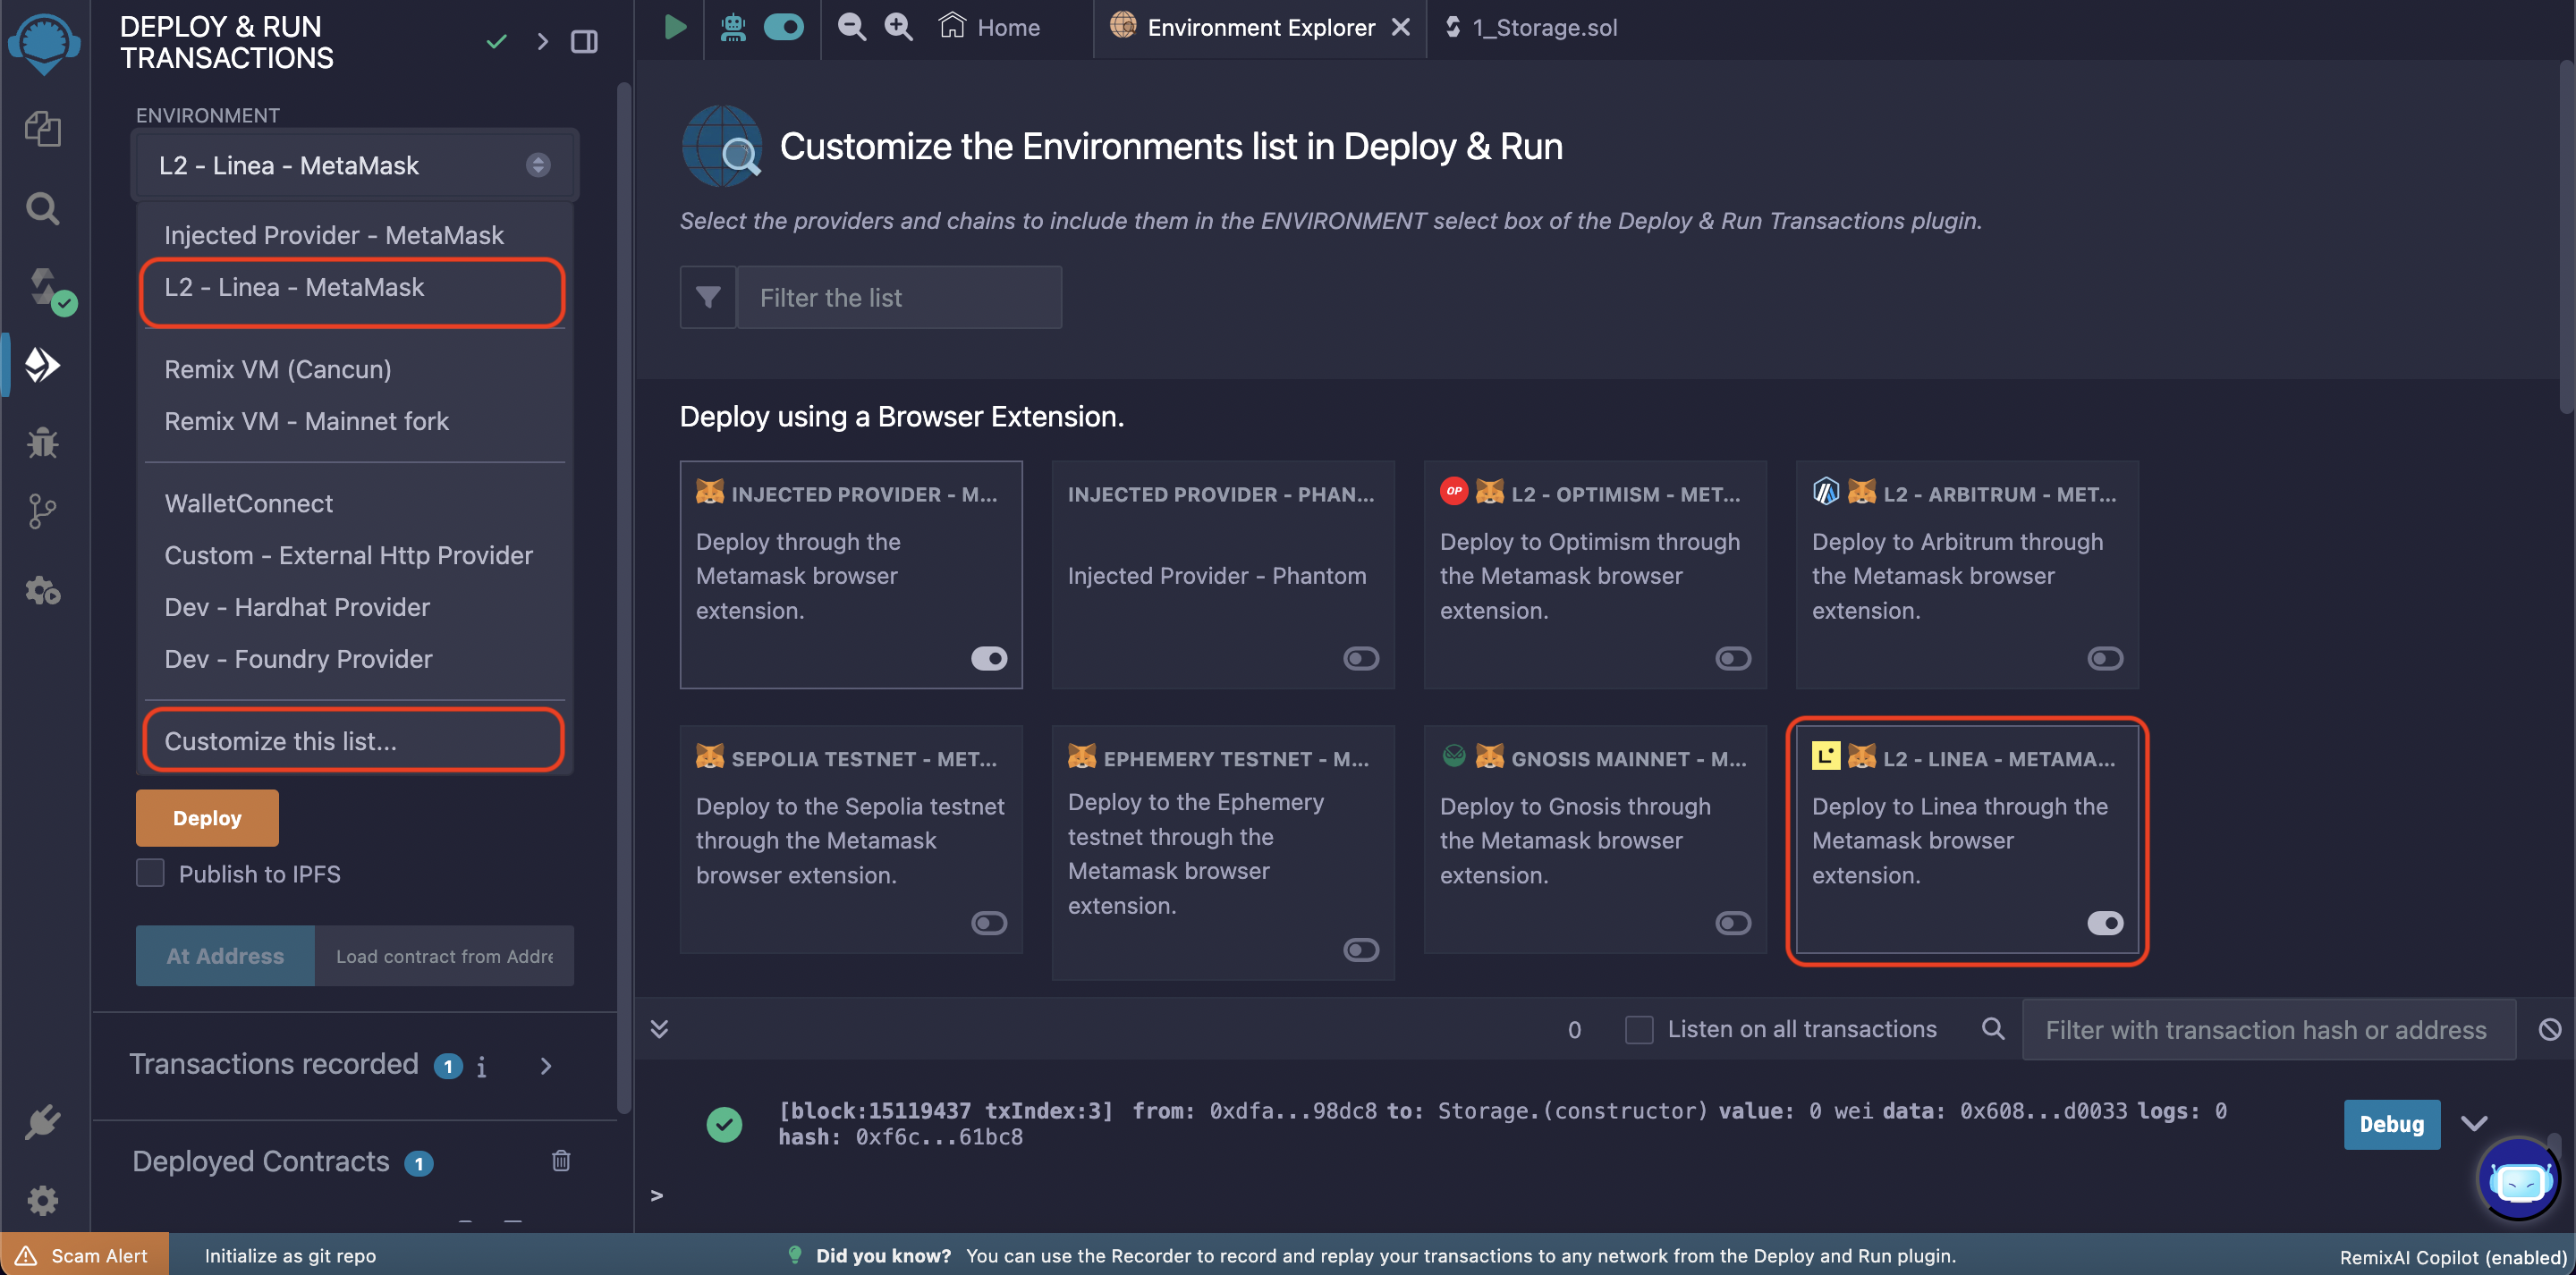 DEPLOY & RUN
TRANSACTIONS
ENVIRONMENT
L2 - Linea - MetaMask
Injected Provider - MetaMask
L2 - Linea - MetaMask
Remix VM (Cancun)
Remix VM - Mainnet fork
WalletConnect
Custom - External Http Provider
Dev - Hardhat Provider
Dev - Foundry Provider
Customize this list...
Deploy
Publish to IPFS
At Address
Load contract from Addre
Transactions recorded 1 i
Deployed Contracts 1
Home
Environment Explorer
1_Storage.sol
Customize the Environments list in Deploy & Run
Select the providers and chains to include them in the ENVIRONMENT select box of the Deploy & Run Transactions plugin.
Filter the list
Deploy using a Browser Extension.
INJECTED PROVIDER - M...
Deploy through the
Metamask browser
extension.
INJECTED PROVIDER - PHAN...
Injected Provider - Phantom
OP
L2 - OPTIMISM - MET...
Deploy to Optimism through
the Metamask browser
extension.
L2 - ARBITRUM - MET...
Deploy to Arbitrum through
the Metamask browser
extension.
SEPOLIA TESTNET - MET...
Deploy to the Sepolia testnet
through the Metamask
browser extension.
EPHEMERY TESTNET - M...
Deploy to the Ephemery
testnet through the
Metamask browser
extension.
GNOSIS MAINNET - M...
Deploy to Gnosis through
the Metamask browser
extension.
L
L2 - LINEA - METAMA...
Deploy to Linea through the
Metamask browser
extension.
0
Listen on all transactions
Filter with transaction hash or address
[block:15119437 txIndex:3] from: 0xdfa...98dc8 to: Storage.(constructor) value: 0 wei data: 0x608...d0033 logs: 0
hash: 0xf6c...61bc8
Debug
>
Scam Alert
Initialize as git repo
Did you know? You can use the Recorder to record and replay your transactions to any network from the Deploy and Run plugin.
RemixAI Copilot (enabled)